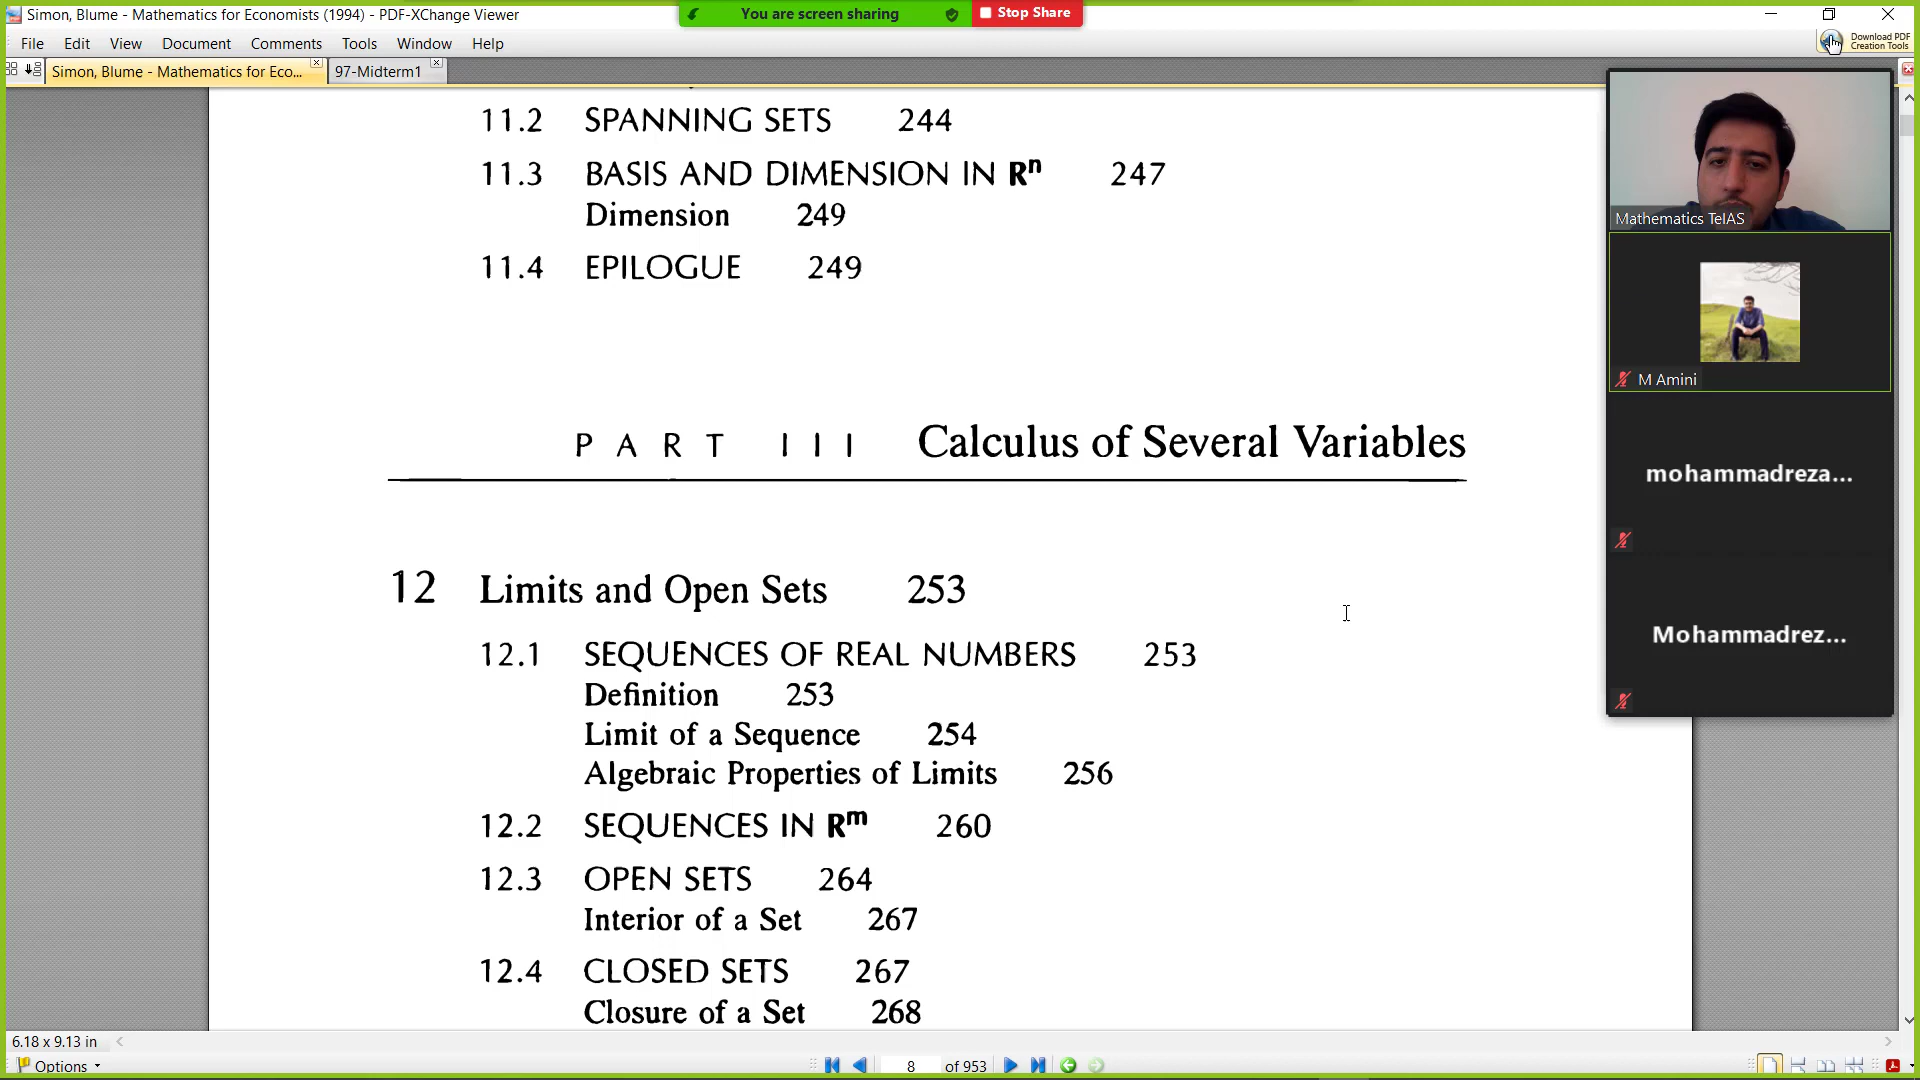 Simon, Blume - Mathematics for Economists (1994) - PDF-XChange Viewer
You are screen sharing
Stop Share
File Edit View Document Comments Tools Window Help
Download PDF
Creation Tools
Simon, Blume - Mathematics for Eco...
97-Midterm1
11.2 SPANNING SETS 244
11.3 BASIS AND DIMENSION IN Rⁿ 247
Dimension 249
11.4 EPILOGUE 249
PART III Calculus of Several Variables
12 Limits and Open Sets 253
12.1 SEQUENCES OF REAL NUMBERS 253
Definition 253
Limit of a Sequence 254
Algebraic Properties of Limits 256
12.2 SEQUENCES IN Rᵐ 260
12.3 OPEN SETS 264
Interior of a Set 267
12.4 CLOSED SETS 267
Closure of a Set 268
Mathematics TeIAS
M Amini
mohammadreza...
Mohammadrez...
6.18 x 9.13 in
Options
8 of 953